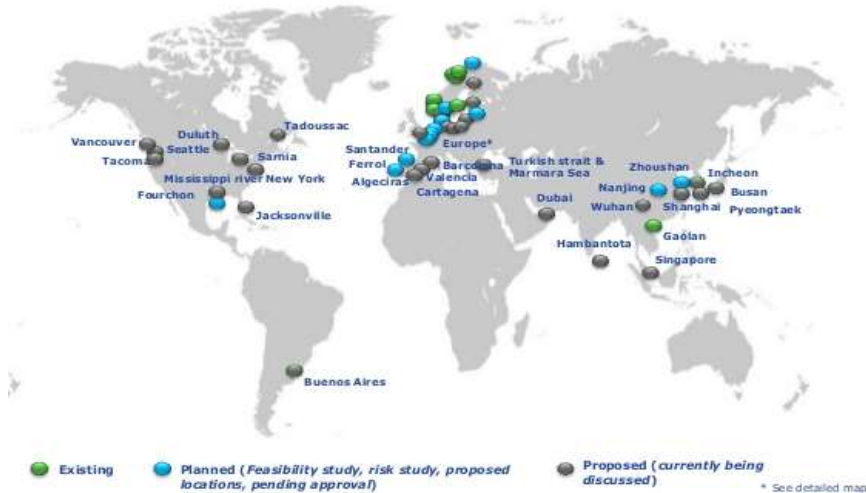 Tadoussac
Vancouver
Duluth
Seattle
Tacoma
Sarnia
Mississippi river New York
Fourchon
Jacksonville
Santander
Europe*
Ferrol
Barcelona
Algeciras
Valencia
Cartagena
Turkish strait &
Marmara Sea
Dubai
Zhoushan
Incheon
Nanjing
Busan
Wuhan
Shanghai
Pyeongtaek
Gaolan
Hambantota
Singapore
Buenos Aires
Existing
Planned (Feasibility study, risk study, proposed
locations, pending approval)
Proposed (currently being
discussed)
* See detailed map